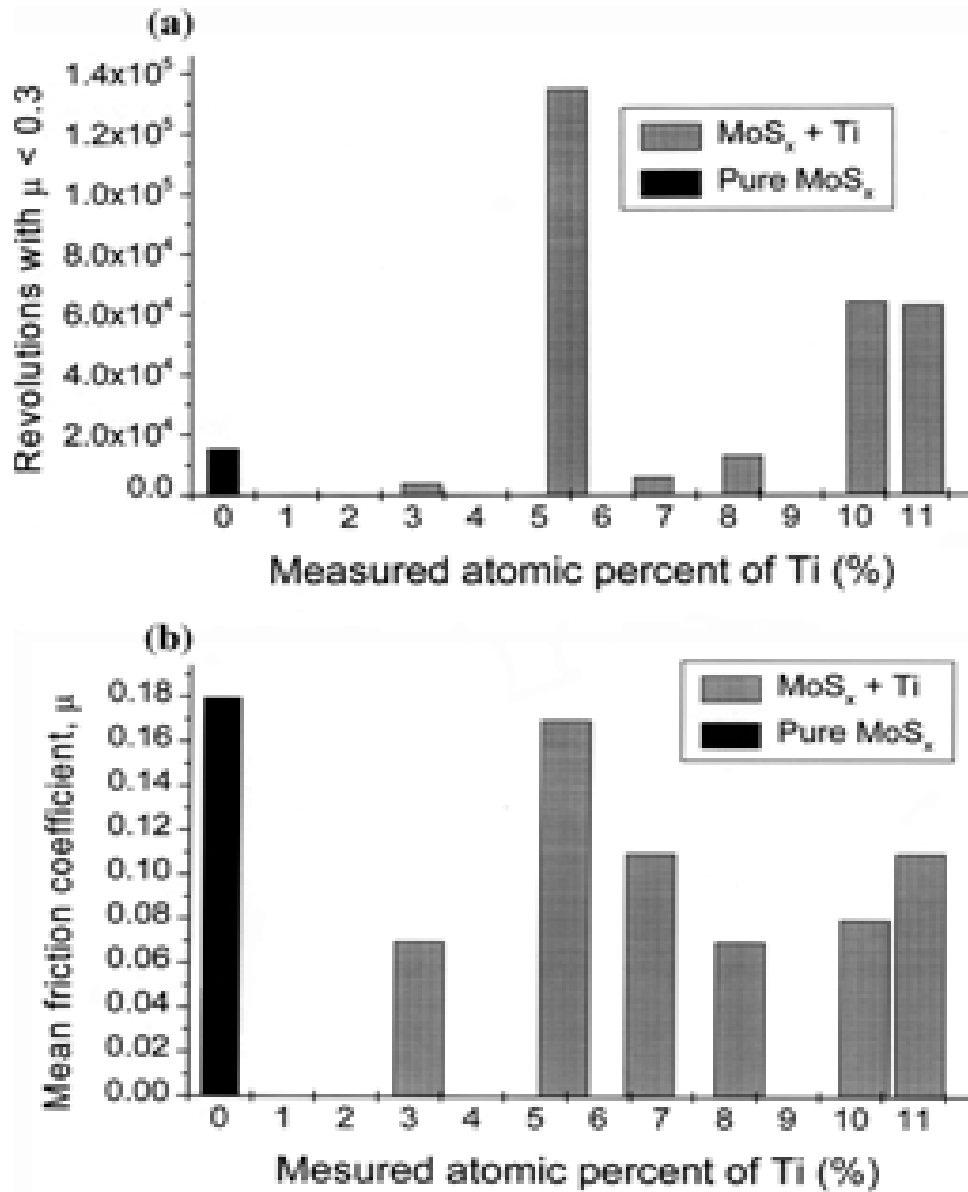 (a)
Revolutions with μ < 0.3
1.4x10⁵
1.2x10⁵
1.0x10⁵
8.0x10⁴
6.0x10⁴
4.0x10⁴
2.0x10⁴
0.0
MoSₓ + Ti
Pure MoSₓ
0 1 2 3 4 5 6 7 8 9 10 11
Measured atomic percent of Ti (%)
(b)
Mean friction coefficient, μ
0.18
0.16
0.14
0.12
0.10
0.08
0.06
0.04
0.02
0.00
MoSₓ + Ti
Pure MoSₓ
0 1 2 3 4 5 6 7 8 9 10 11
Mesured atomic percent of Ti (%)